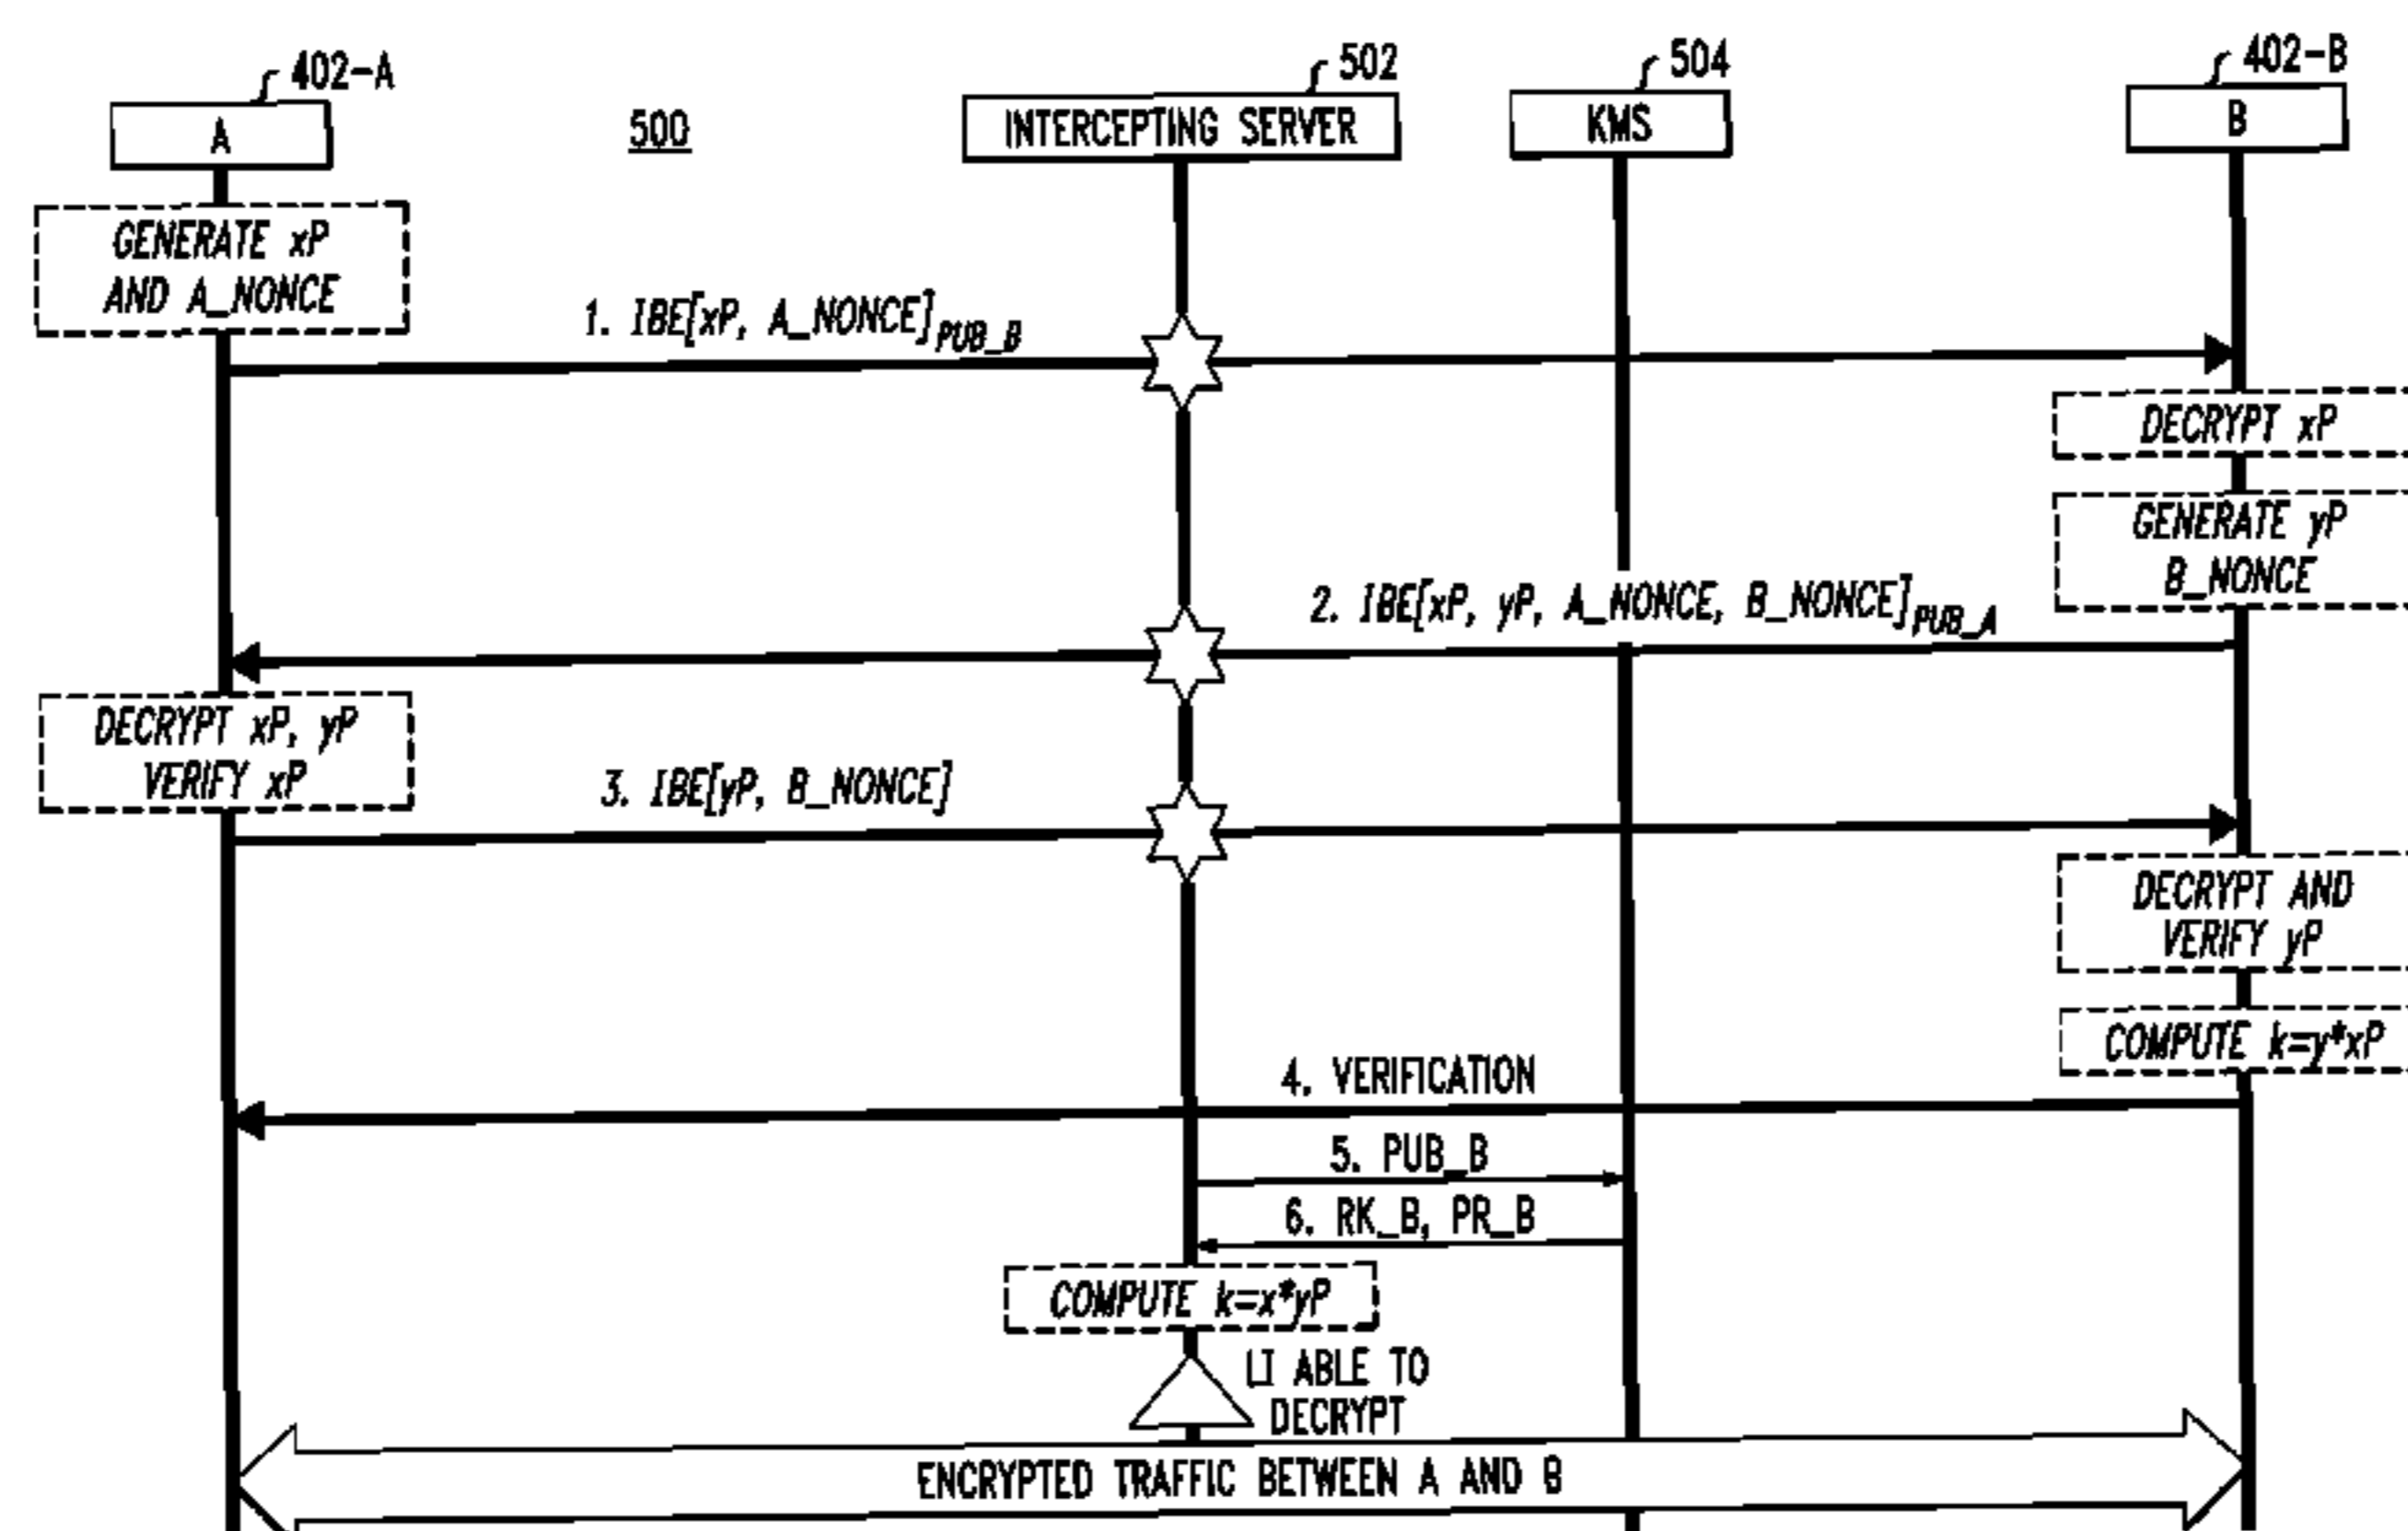 402-A
500
502
504
402-B
A
INTERCEPTING SERVER
KMS
B
GENERATE xP
AND A_NONCE
1. IBE[xP, A_NONCE]PUB_B
DECRYPT xP
GENERATE yP
B_NONCE
2. IBE[xP, yP, A_NONCE, B_NONCE]PUB_A
DECRYPT xP, yP
VERIFY xP
3. IBE[yP, B_NONCE]
DECRYPT AND
VERIFY yP
COMPUTE k=y*xP
4. VERIFICATION
5. PUB_B
6. RK_B, PR_B
COMPUTE k=x*yP
LI ABLE TO
DECRYPT
ENCRYPTED TRAFFIC BETWEEN A AND B